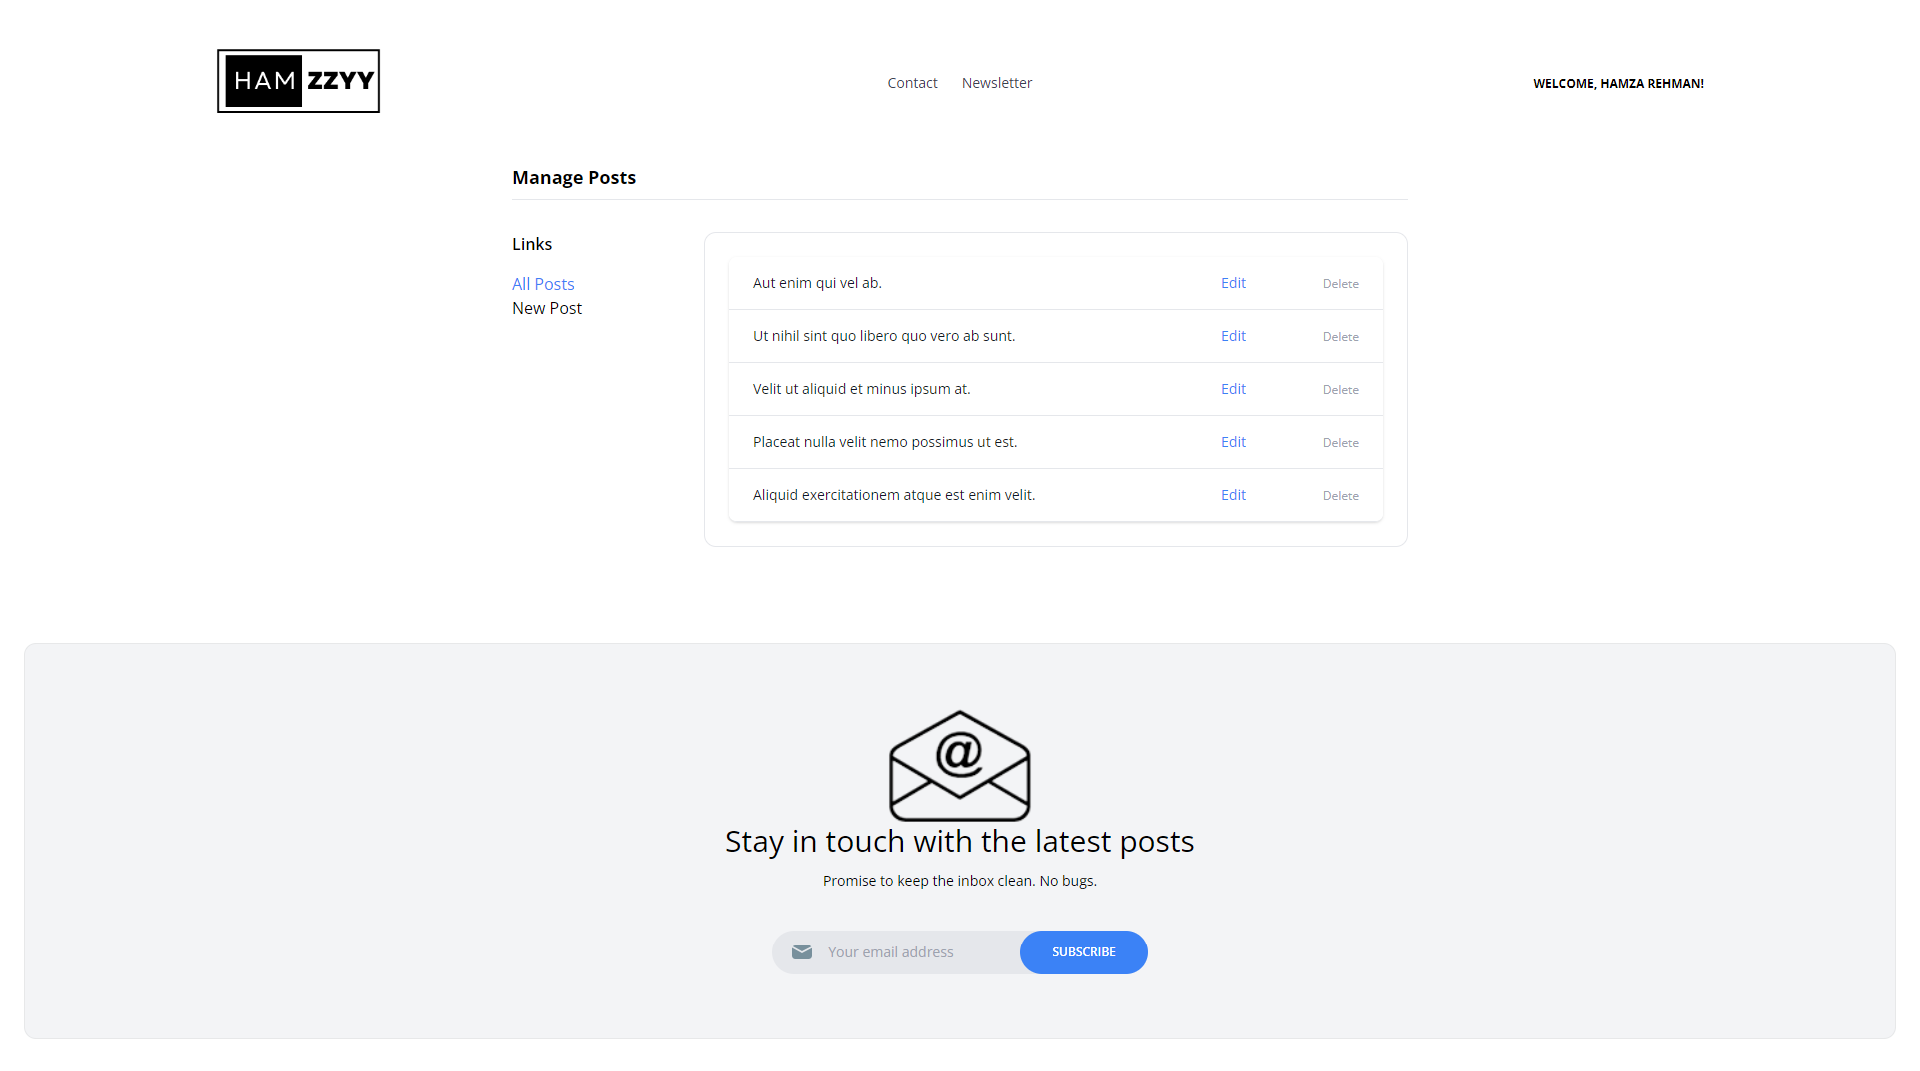 HAM ZZYY
Contact Newsletter
WELCOME, HAMZA REHMAN!
Manage Posts
Links
All Posts
New Post
Aut enim qui vel ab. Edit Delete
Ut nihil sint quo libero quo vero ab sunt. Edit Delete
Velit ut aliquid et minus ipsum at. Edit Delete
Placeat nulla velit nemo possimus ut est. Edit Delete
Aliquid exercitationem atque est enim velit. Edit Delete
@
Stay in touch with the latest posts
Promise to keep the inbox clean. No bugs.
Your email address SUBSCRIBE